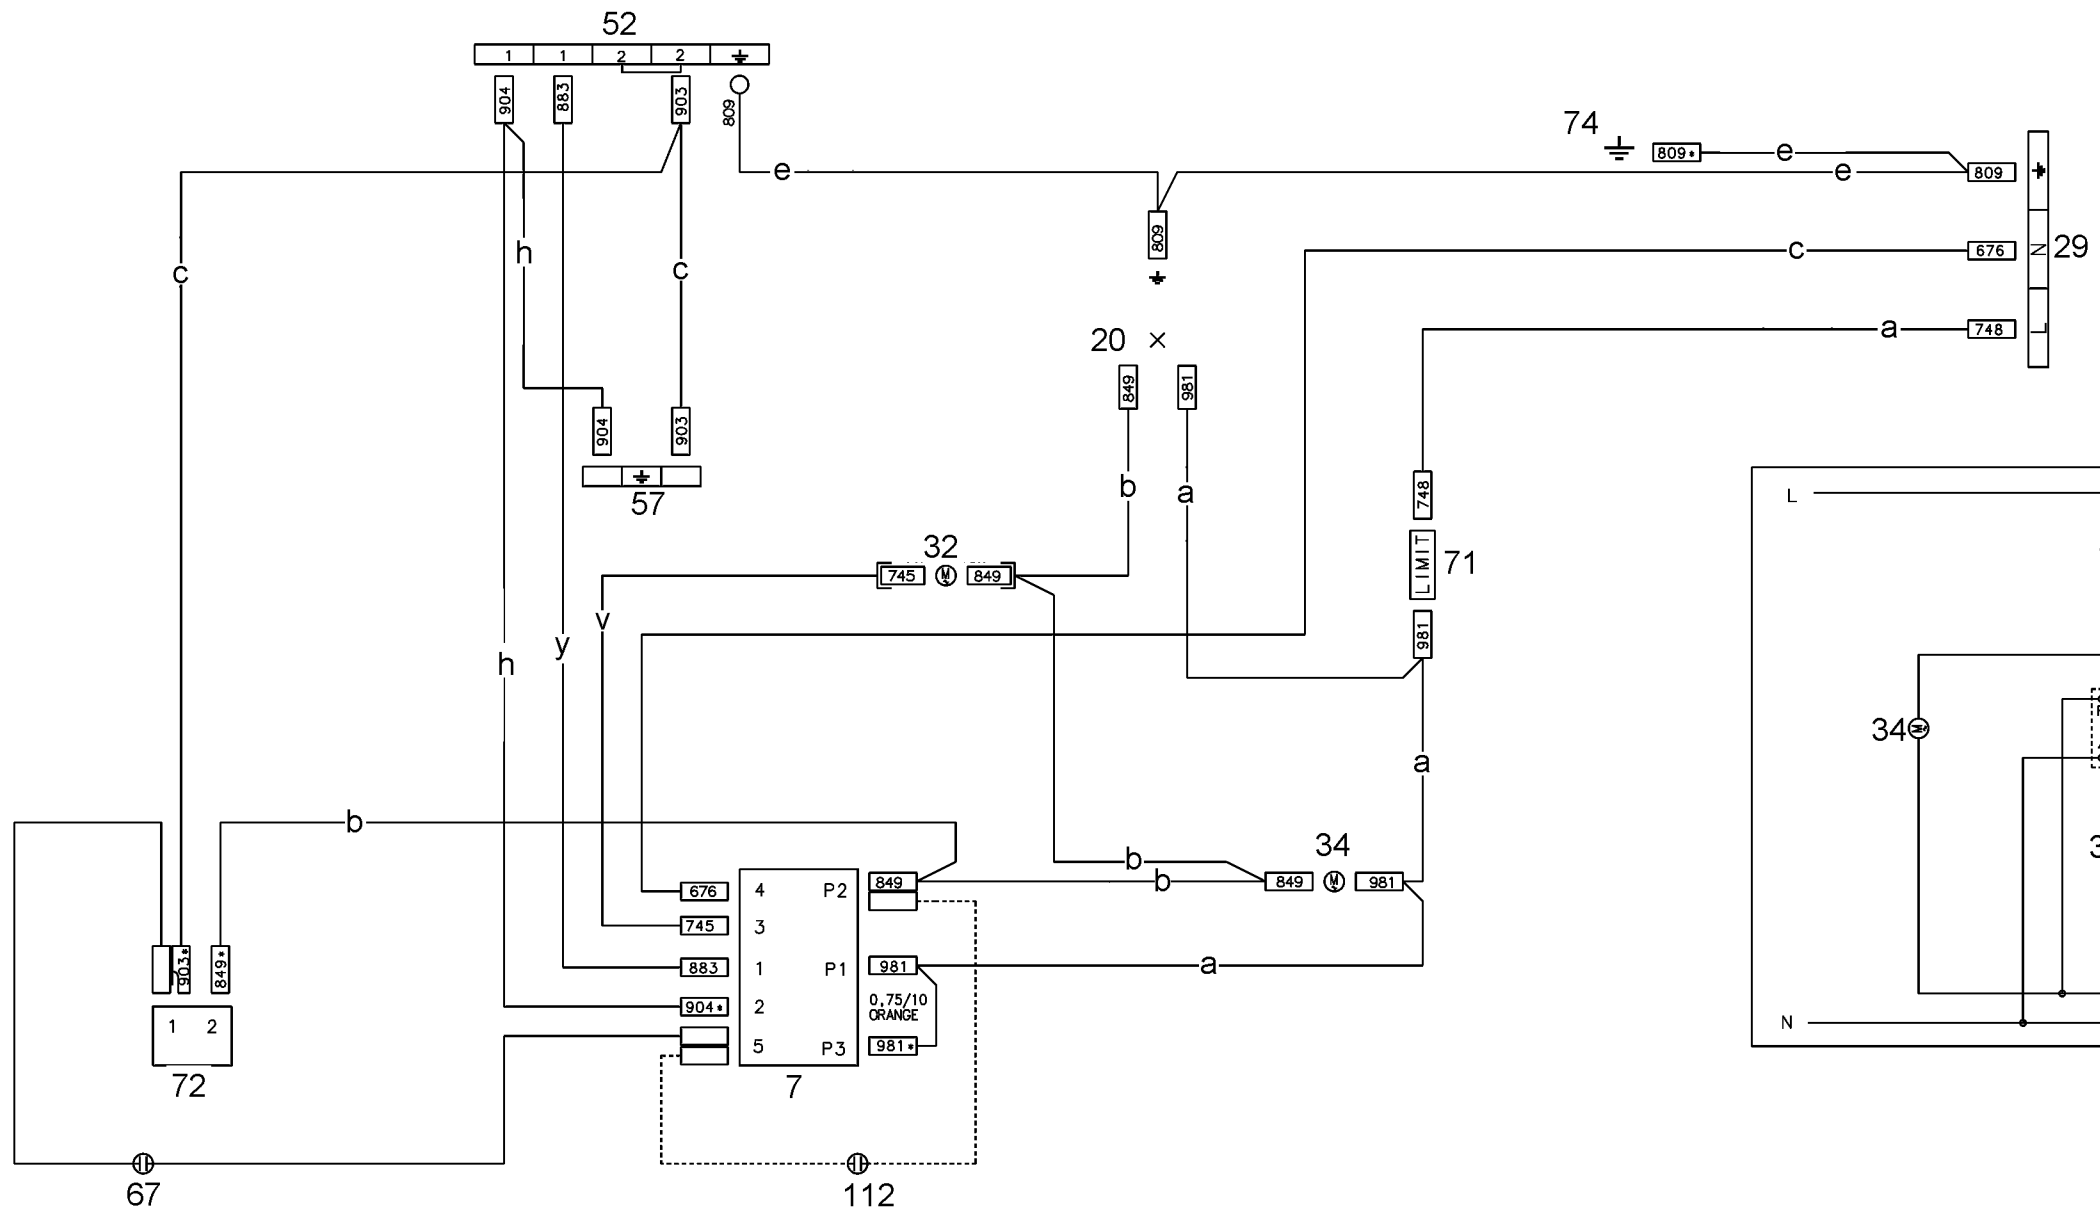 52
1 1 2 2
904 883 903 809
74
809* e 809
e e
809
h
c c
c 676 N 29
20 ×
a 748 L
849 981
904 903
57
b a
748
32
745 M 849
LIMIT 71
L
v
981
y
h
34 M
a
b
34
b
b
849 M 981
676 4 P2 849
745 3
903* 849*
883 1 P1 981 a
1 2
904* 2 0,75/10
ORANGE
N
5 P3 981*
72
7
67
112
3